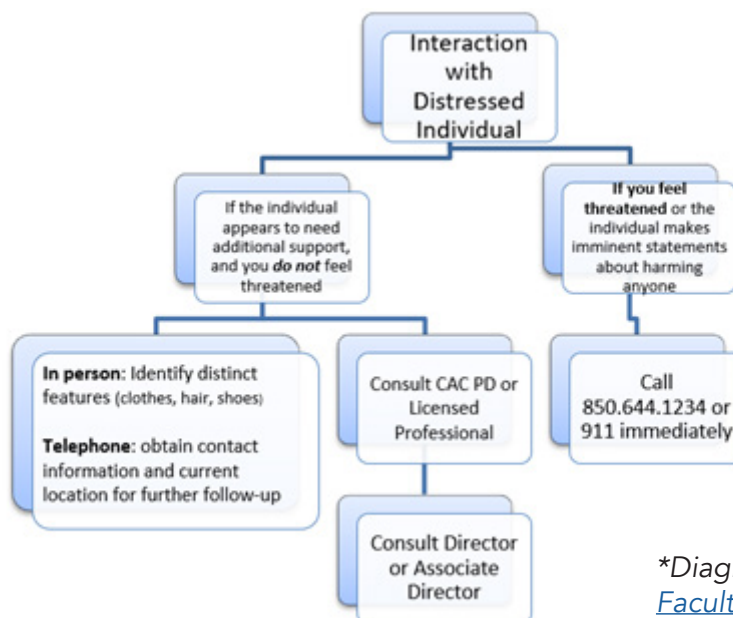 Interaction
with
Distressed
Individual
If the individual
appears to need
additional support,
and you do not feel
threatened
If you feel
threatened or the
individual makes
imminent statements
about harming
anyone
In person: Identify distinct
features (clothes, hair, shoes)
Telephone: obtain contact
information and current
location for further follow-up
Consult CAC PD or
Licensed
Professional
Call
850.644.1234 or
911 immediately
Consult Director
or Associate
Director
*Diag
Facult